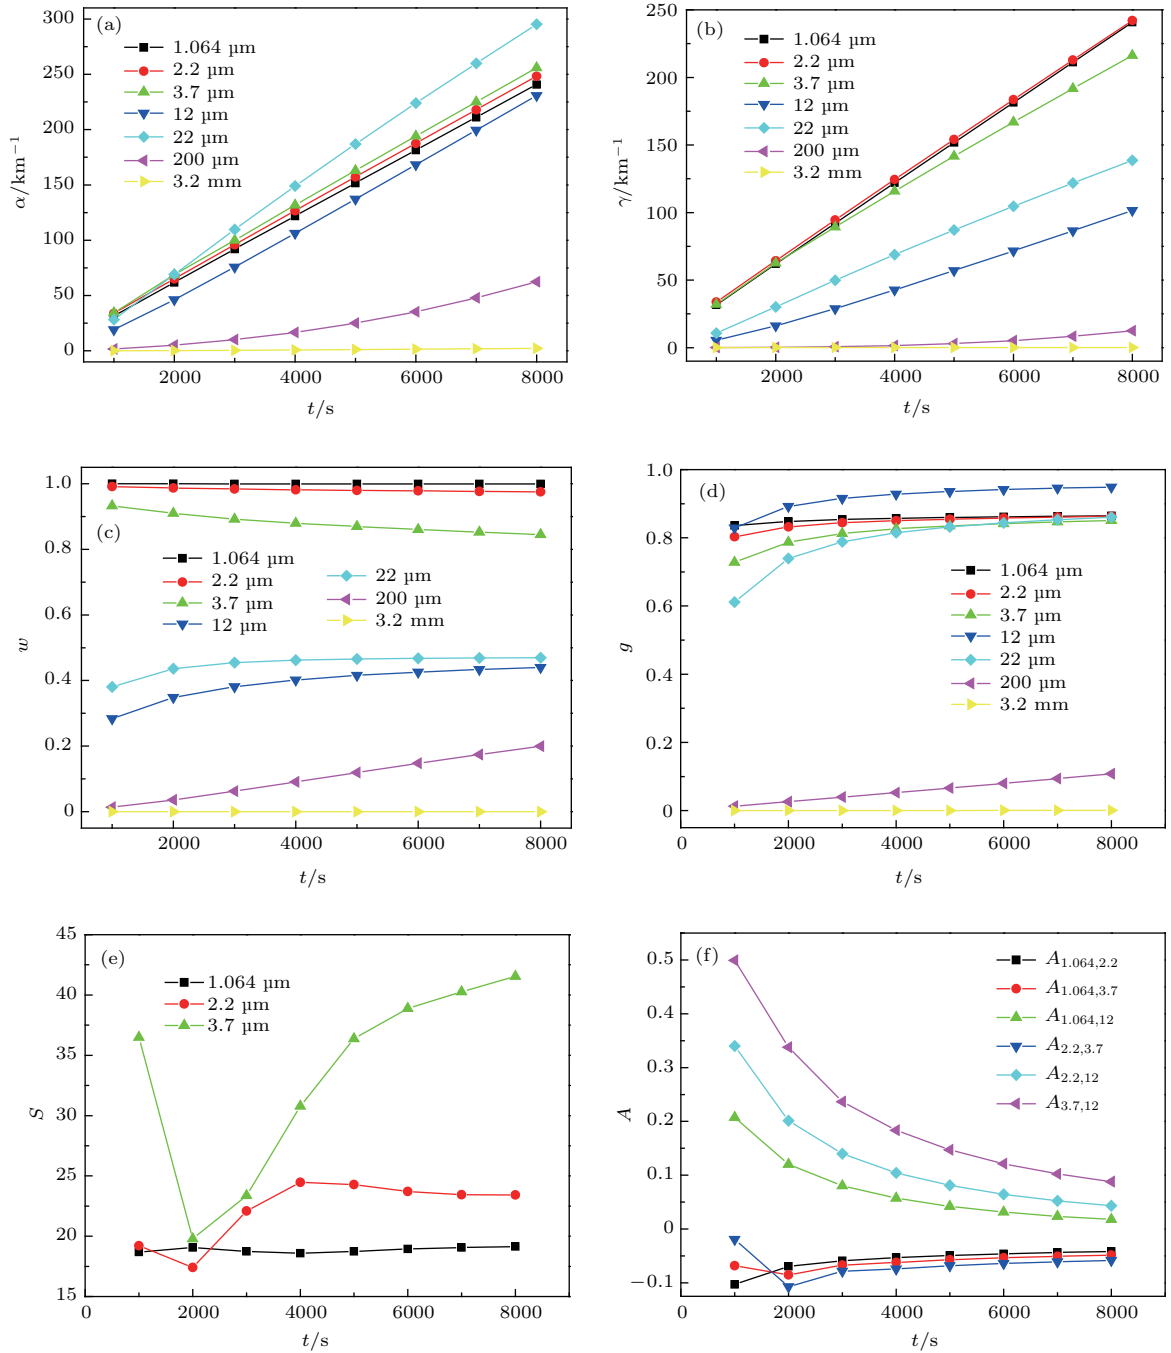 (a)
1.064 µm
2.2 µm
3.7 µm
12 µm
22 µm
200 µm
3.2 mm
300
250
200
150
100
50
0
α/km⁻¹
2000
4000
6000
8000
t/s
(b)
1.064 µm
2.2 µm
3.7 µm
12 µm
22 µm
200 µm
3.2 mm
250
200
150
100
50
0
γ/km⁻¹
2000
4000
6000
8000
t/s
(c)
1.064 µm
2.2 µm
3.7 µm
12 µm
22 µm
200 µm
3.2 mm
1.0
0.8
0.6
0.4
0.2
0
w
2000
4000
6000
8000
t/s
(d)
1.064 µm
2.2 µm
3.7 µm
12 µm
22 µm
200 µm
3.2 mm
1.0
0.8
0.6
0.4
0.2
0
g
0
2000
4000
6000
8000
t/s
(e)
1.064 µm
2.2 µm
3.7 µm
45
40
35
30
25
20
15
S
0
2000
4000
6000
8000
t/s
(f)
A1.064,2.2
A1.064,3.7
A1.064,12
A2.2,3.7
A2.2,12
A3.7,12
0.5
0.4
0.3
0.2
0.1
0
−0.1
A
0
2000
4000
6000
8000
t/s